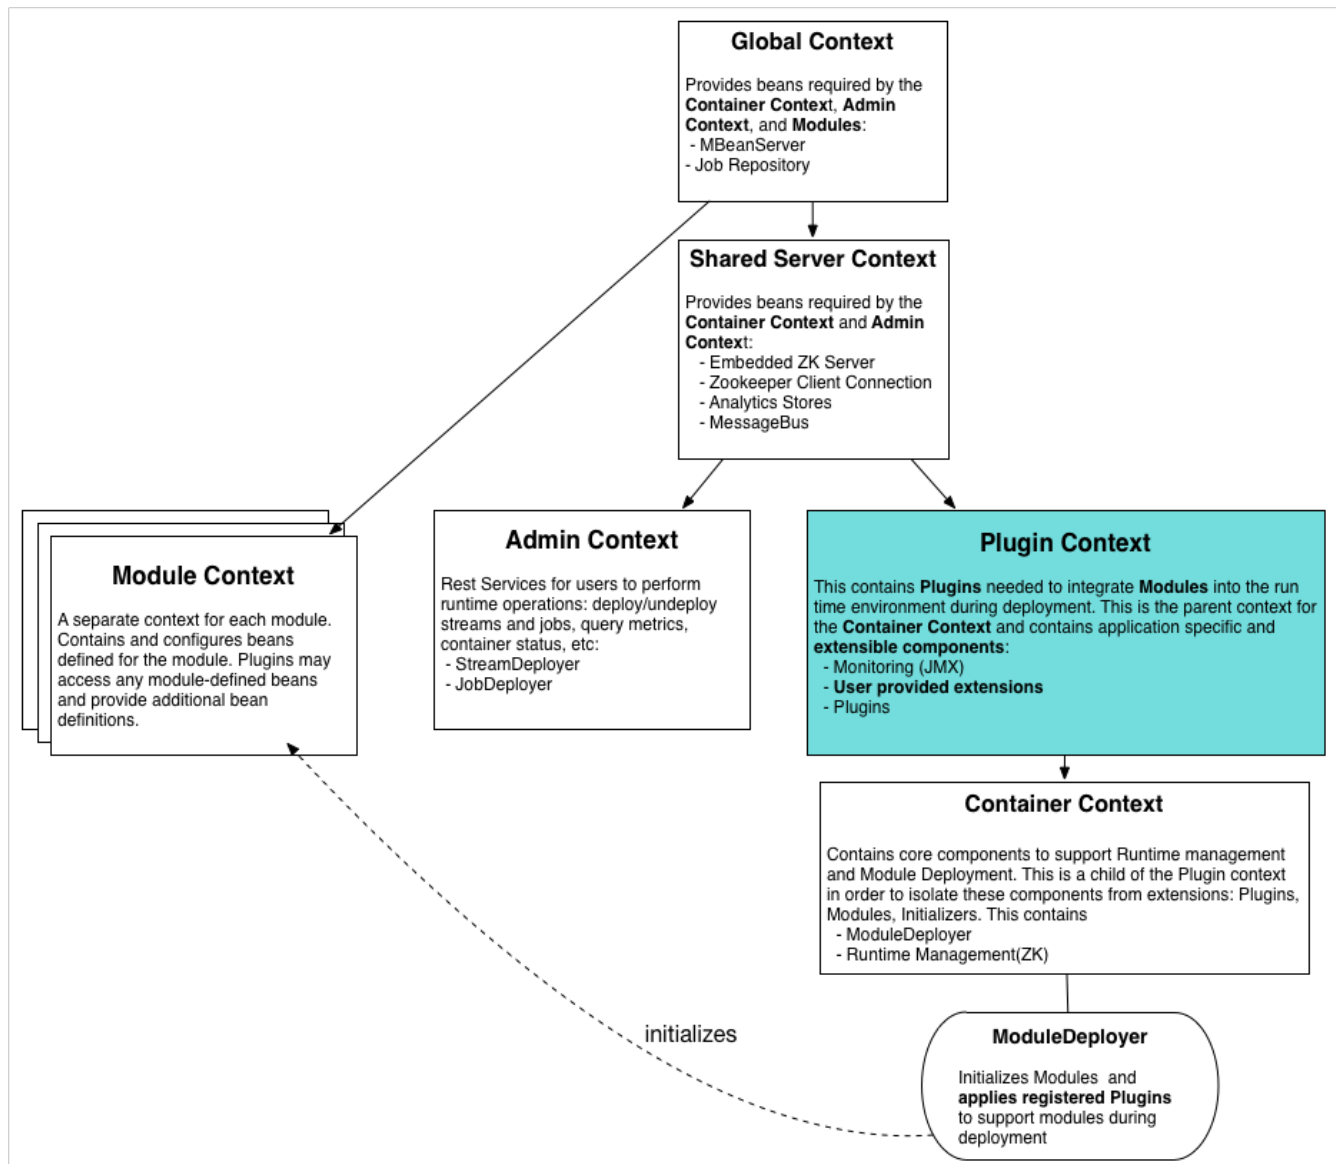 Global Context
Provides beans required by the
Container Context, Admin
Context, and Modules:
- MBeanServer
- Job Repository
Shared Server Context
Provides beans required by the
Container Context and Admin
Context:
- Embedded ZK Server
- Zookeeper Client Connection
- Analytics Stores
- MessageBus
Module Context
A separate context for each module.
Contains and configures beans
defined for the module. Plugins may
access any module-defined beans
and provide additional bean
definitions.
Admin Context
Rest Services for users to perform
runtime operations: deploy/undeploy
streams and jobs, query metrics,
container status, etc:
- StreamDeployer
- JobDeployer
Plugin Context
This contains Plugins needed to integrate Modules into the run
time environment during deployment. This is the parent context for
the Container Context and contains application specific and
extensible components:
- Monitoring (JMX)
- User provided extensions
- Plugins
Container Context
Contains core components to support Runtime management
and Module Deployment. This is a child of the Plugin context
in order to isolate these components from extensions: Plugins,
Modules, Initializers. This contains
- ModuleDeployer
- Runtime Management(ZK)
initializes
ModuleDeployer
Initializes Modules and
applies registered Plugins
to support modules during
deployment